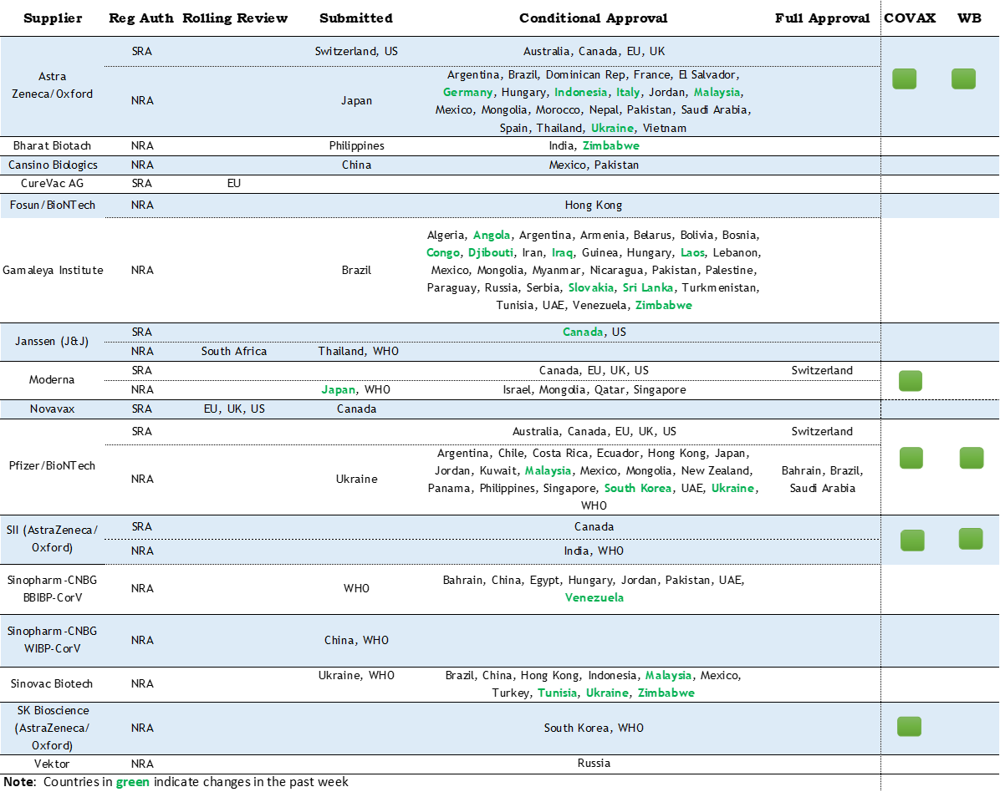 Supplier Reg Auth Rolling Review Submitted Conditional Approval Full Approval COVAX WB
Astra
Zeneca/Oxford
SRA Switzerland, US Australia, Canada, EU, UK
NRA Japan
Argentina, Brazil, Dominican Rep, France, El Salvador,
Germany, Hungary, Indonesia, Italy, Jordan, Malaysia,
Mexico, Mongolia, Morocco, Nepal, Pakistan, Saudi Arabia,
Spain, Thailand, Ukraine, Vietnam
Bharat Biotach NRA Philippines India, Zimbabwe
Cansino Biologics NRA China Mexico, Pakistan
CureVac AG SRA EU
Fosun/BioNTech NRA Hong Kong
Gamaleya Institute NRA Brazil
Algeria, Angola, Argentina, Armenia, Belarus, Bolivia, Bosnia,
Congo, Djibouti, Iran, Iraq, Guinea, Hungary, Laos, Lebanon,
Mexico, Mongolia, Myanmar, Nicaragua, Pakistan, Palestine,
Paraguay, Russia, Serbia, Slovakia, Sri Lanka, Turkmenistan,
Tunisia, UAE, Venezuela, Zimbabwe
Janssen (J&J)
SRA Canada, US
NRA South Africa Thailand, WHO
Moderna
SRA Canada, EU, UK, US Switzerland
NRA Japan, WHO Israel, Mongolia, Qatar, Singapore
Novavax SRA EU, UK, US Canada
Pfizer/BioNTech
SRA Australia, Canada, EU, UK, US Switzerland
NRA Ukraine
Argentina, Chile, Costa Rica, Ecuador, Hong Kong, Japan,
Jordan, Kuwait, Malaysia, Mexico, Mongolia, New Zealand,
Panama, Philippines, Singapore, South Korea, UAE, Ukraine,
WHO
Bahrain, Brazil,
Saudi Arabia
SII (AstraZeneca/
Oxford)
SRA Canada
NRA India, WHO
Sinopharm-CNBG
BBIBP-CorV
NRA WHO
Bahrain, China, Egypt, Hungary, Jordan, Pakistan, UAE,
Venezuela
Sinopharm-CNBG
WIBP-CorV
NRA China, WHO
Sinovac Biotech NRA Ukraine, WHO
Brazil, China, Hong Kong, Indonesia, Malaysia, Mexico,
Turkey, Tunisia, Ukraine, Zimbabwe
SK Bioscience
(AstraZeneca/
Oxford)
NRA South Korea, WHO
Vektor NRA Russia
Note: Countries in green indicate changes in the past week